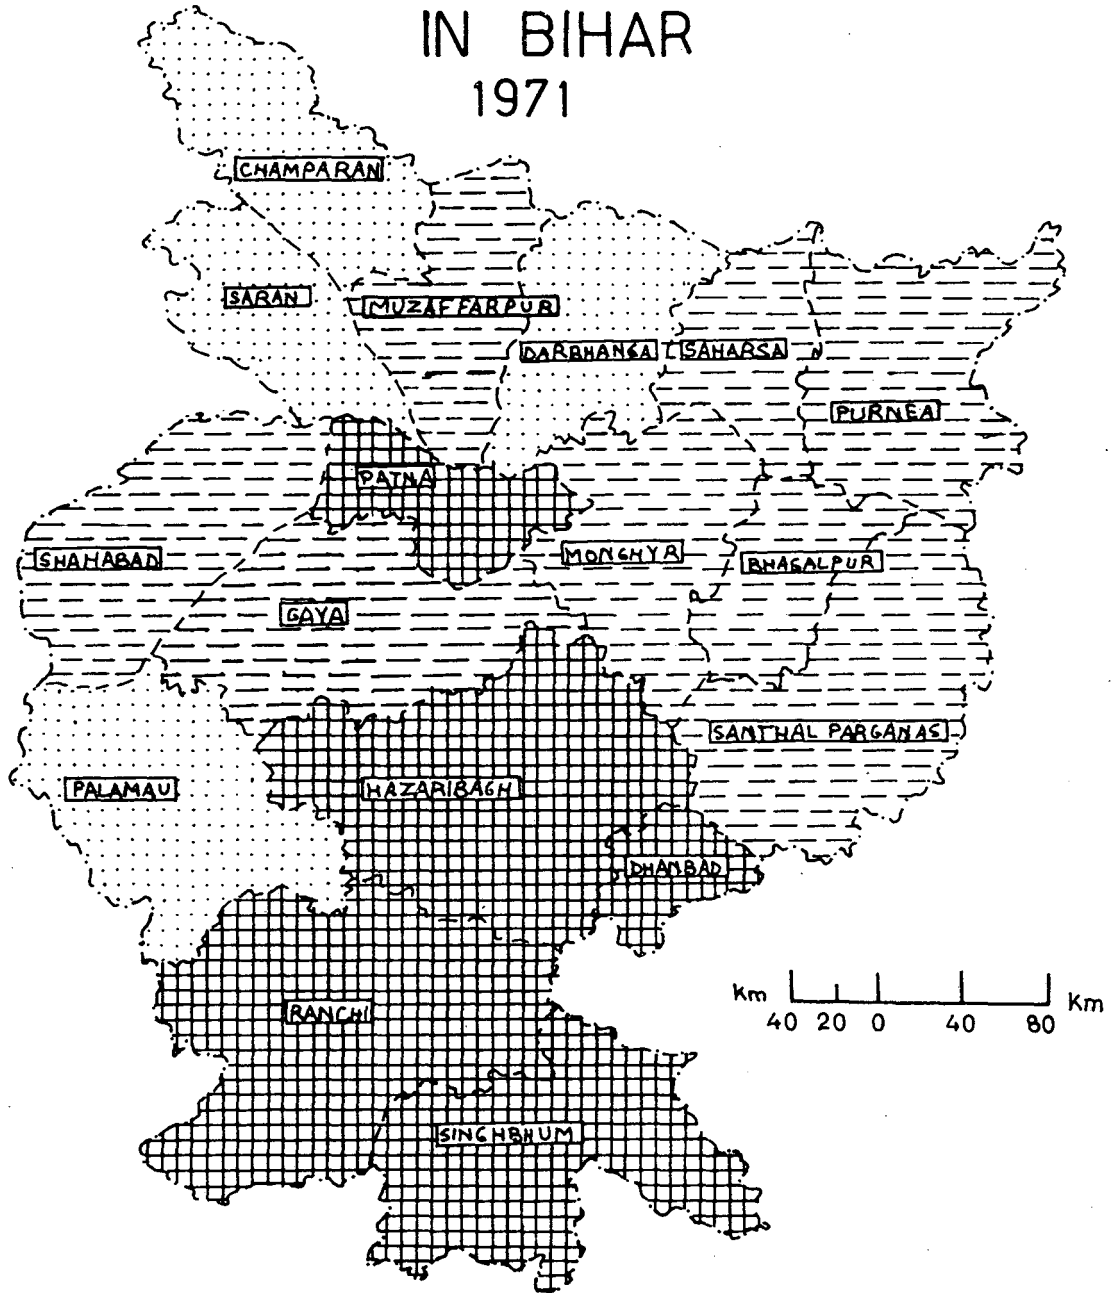 IN BIHAR
1971
CHAMPARAN
SARAN
MUZAFFARPUR
DARBHANGA
SAHARSA
PURNEA
PATNA
SHAHABAD
MONGHYR
BHAGALPUR
GAYA
SANTHAL PARGANAS
PALAMAU
HAZARIBAGH
DHANBAD
RANCHI
Km Km
40 20 0 40 80
SINGHBHUM